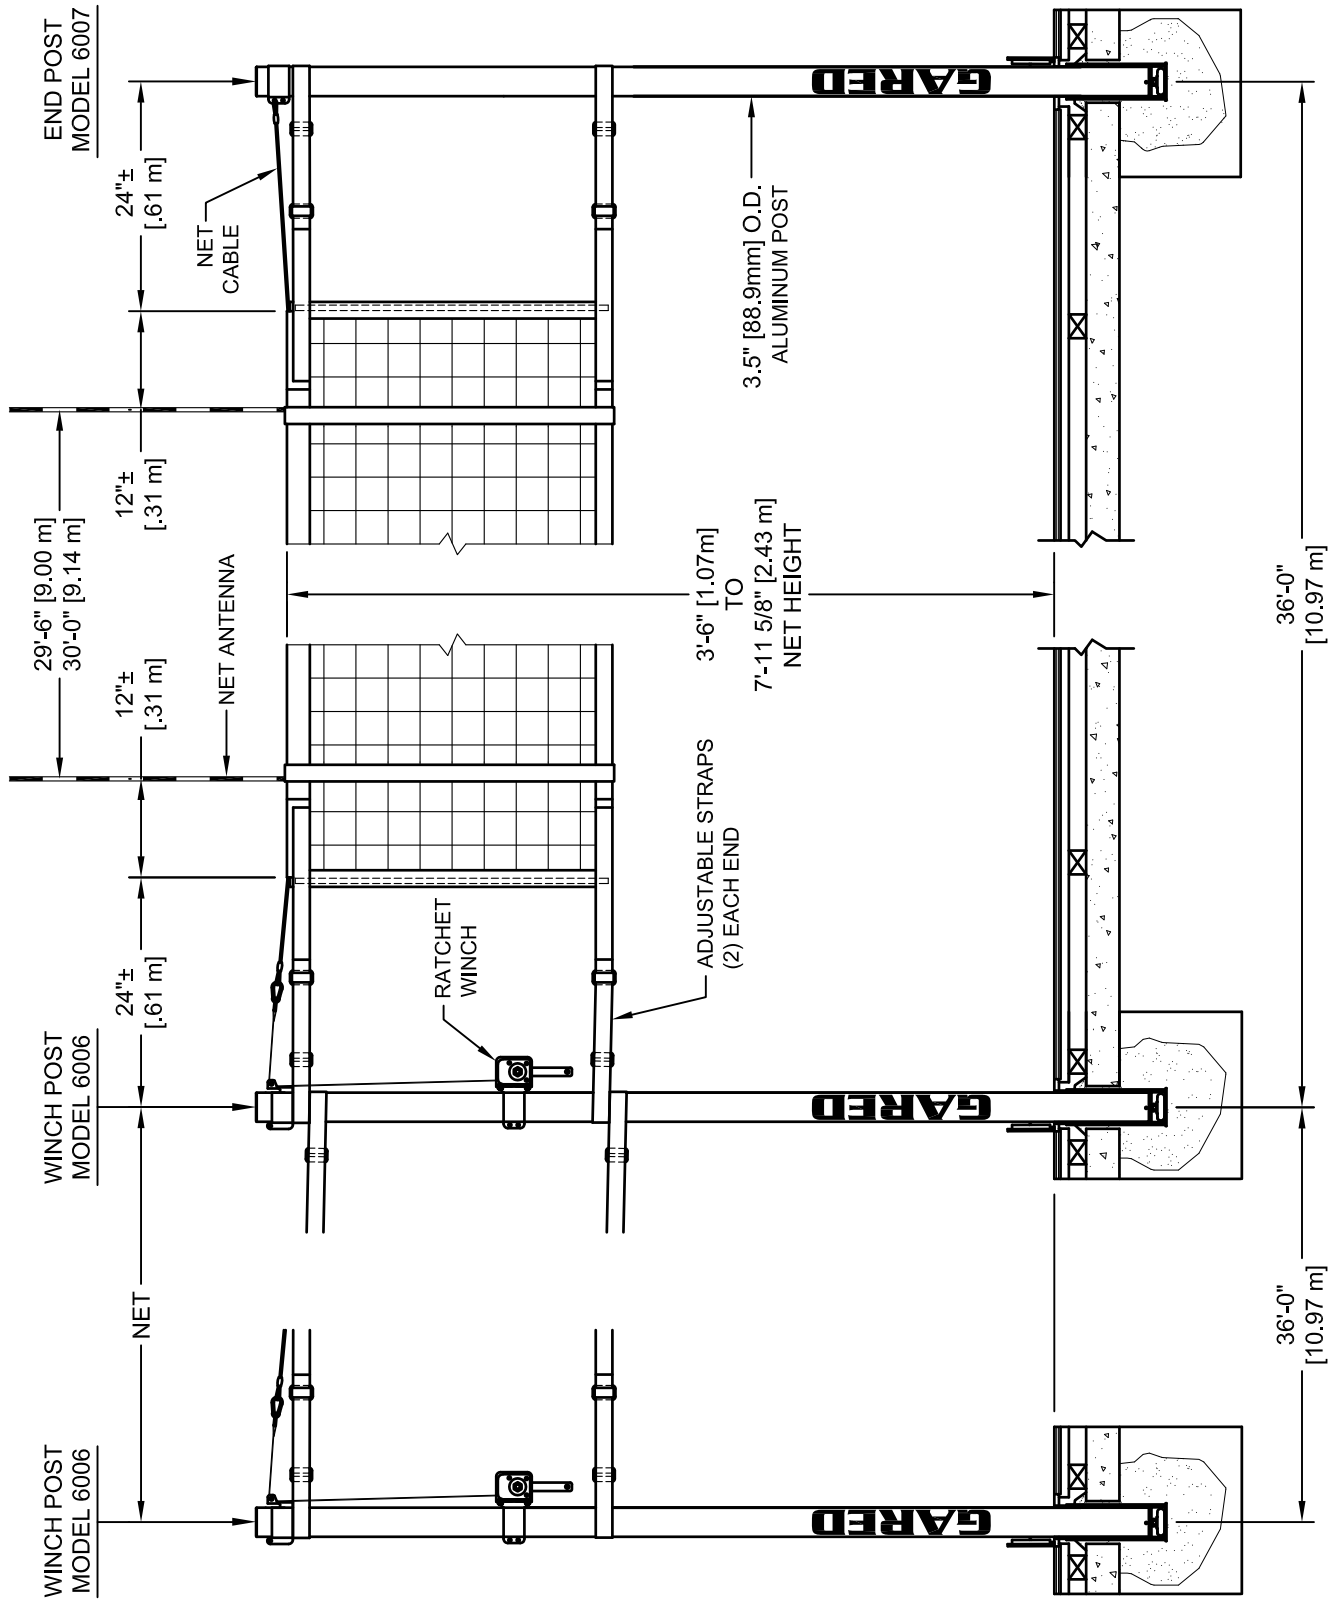 WINCH POST
MODEL 6006
WINCH POST
MODEL 6006
END POST
MODEL 6007
NET
24"±
[.61 m]
12"±
[.31 m]
29'-6" [9.00 m]
30'-0" [9.14 m]
12"±
[.31 m]
24"±
[.61 m]
NET ANTENNA
NET
CABLE
RATCHET
WINCH
ADJUSTABLE STRAPS
(2) EACH END
3'-6" [1.07m]
TO
7'-11 5/8" [2.43 m]
NET HEIGHT
3.5" [88.9mm] O.D.
ALUMINUM POST
GARED
GARED
GARED
36'-0"
[10.97 m]
36'-0"
[10.97 m]